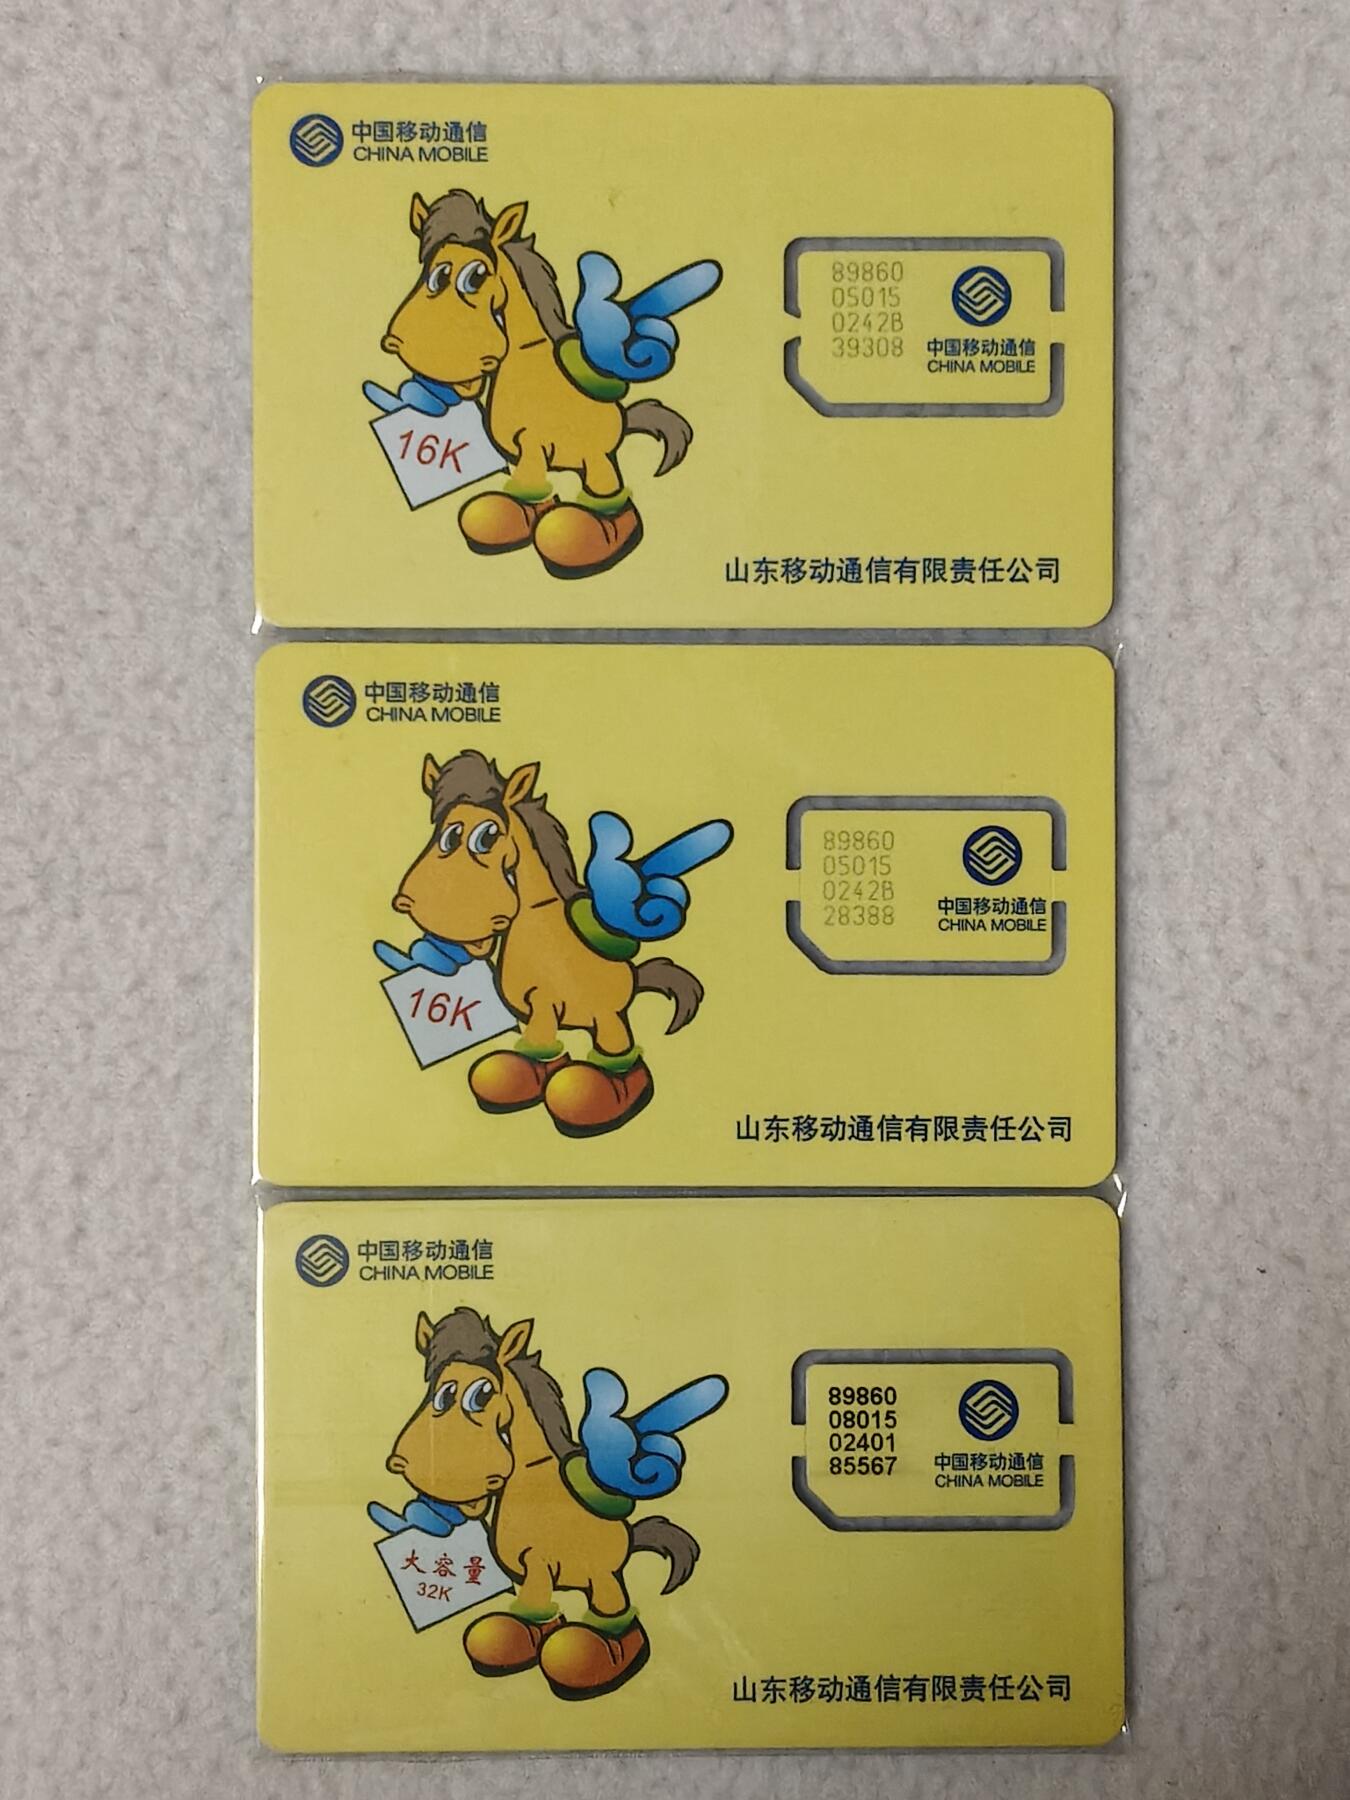 中国移动通信
CHINA MOBILE
16K
89860
05015
0242B
39308
中国移动通信
CHINA MOBILE
山东移动通信有限责任公司
中国移动通信
CHINA MOBILE
16K
89860
05015
0242B
28388
中国移动通信
CHINA MOBILE
山东移动通信有限责任公司
中国移动通信
CHINA MOBILE
大容量
32K
89860
08015
02401
85567
中国移动通信
CHINA MOBILE
山东移动通信有限责任公司